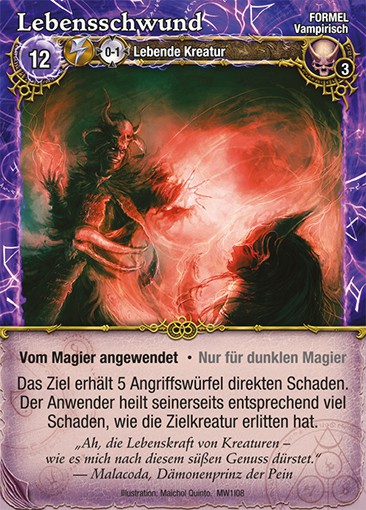 Lebensschwund
FORMEL
Vampirisch
12
0-1
Lebende Kreatur
3
Vom Magier angewendet • Nur für dunklen Magier
Das Ziel erhält 5 Angriffswürfel direkten Schaden.
Der Anwender heilt seinerseits entsprechend viel
Schaden, wie die Zielkreatur erlitten hat.
„Ah, die Lebenskraft von Kreaturen –
wie es mich nach diesem süßen Genuss dürstet.“
— Malacoda, Dämonenprinz der Pein
Illustration: Maichol Quinto. MW1I08